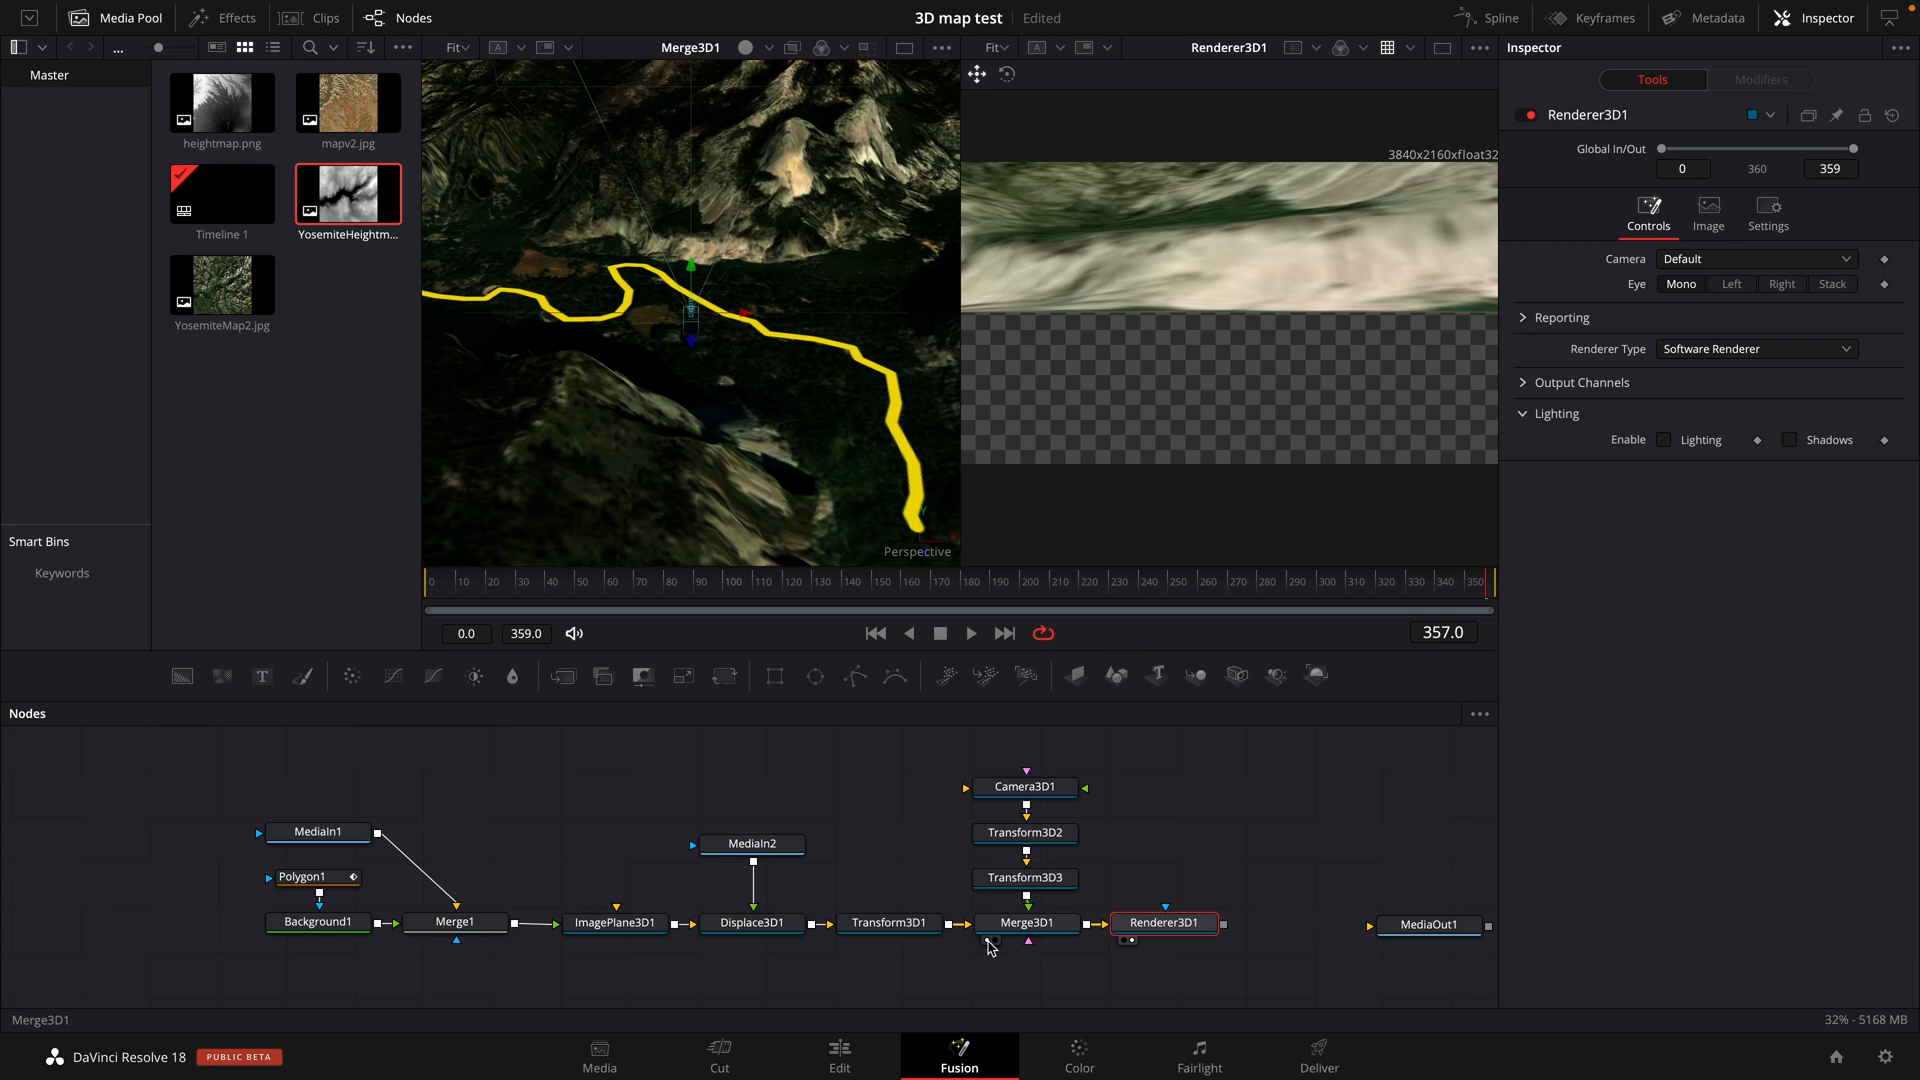 Media Pool
Effects
Clips
Nodes
3D map test
Edited
Spline
Keyframes
Metadata
Inspector
...
Fit
A
Merge3D1
Fit
A
Renderer3D1
Inspector
Master
heightmap.png
mapv2.jpg
Timeline 1
YosemiteHeightm...
YosemiteMap2.jpg
Smart Bins
Keywords
3840x2160xfloat32
Perspective
Tools
Modifiers
Renderer3D1
Global In/Out
0
360
359
Controls
Image
Settings
Camera
Default
Eye
Mono
Left
Right
Stack
Reporting
Renderer Type
Software Renderer
Output Channels
Lighting
Enable
Lighting
Shadows
0 10 20 30 40 50 60 70 80 90 100 110 120 130 140 150 160 170 180 190 200 210 220 230 240 250 260 270 280 290 300 310 320 330 340 350
0.0
359.0
357.0
Nodes
Camera3D1
MediaIn1
Transform3D2
MediaIn2
Polygon1
Transform3D3
Background1
Merge1
ImagePlane3D1
Displace3D1
Transform3D1
Merge3D1
Renderer3D1
MediaOut1
Merge3D1
32% - 5168 MB
DaVinci Resolve 18
PUBLIC BETA
Media
Cut
Edit
Fusion
Color
Fairlight
Deliver